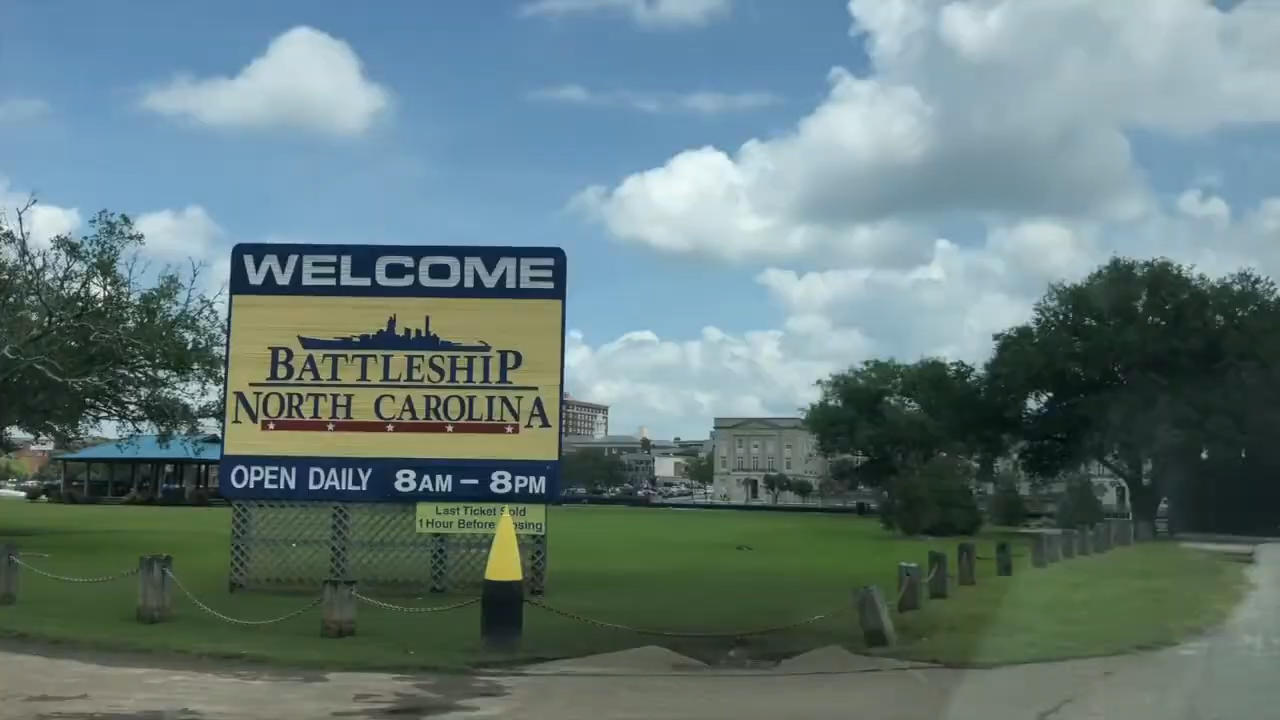 WELCOME
BATTLESHIP
NORTH CAROLINA
OPEN DAILY 8AM – 8PM
Last Ticket Sold
1 Hour Before Closing